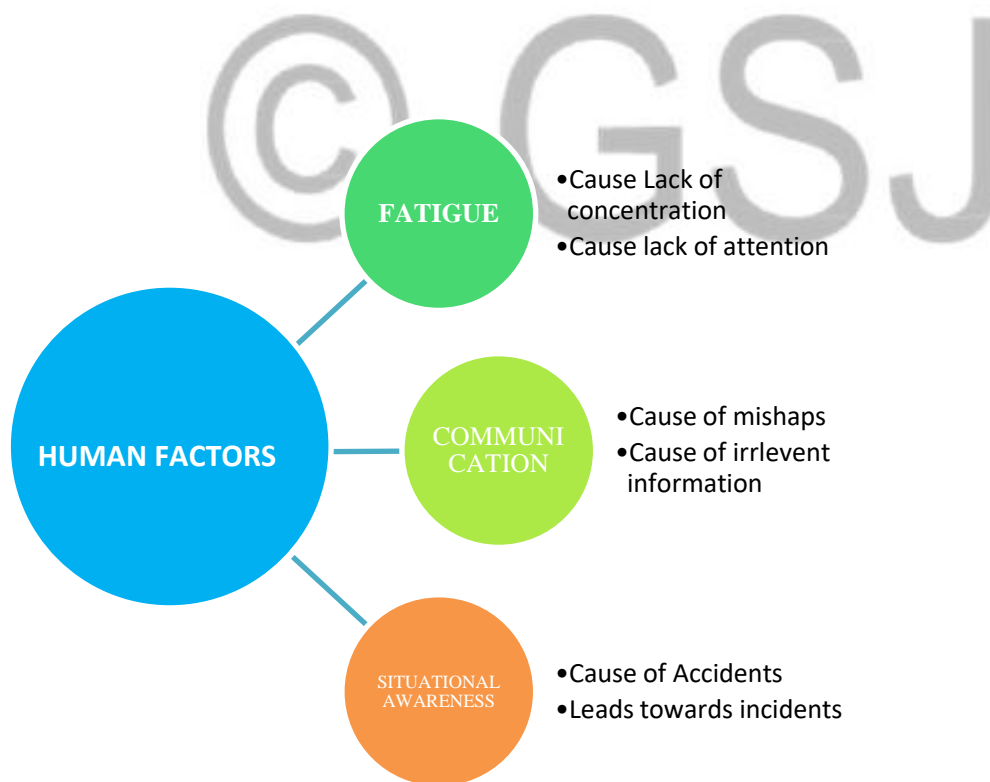 © GSJ
FATIGUE
•Cause Lack of
concentration
•Cause lack of attention
HUMAN FACTORS
COMMUNI
CATION
•Cause of mishaps
•Cause of irrlevent
information
SITUATIONAL
AWARENESS
•Cause of Accidents
•Leads towards incidents